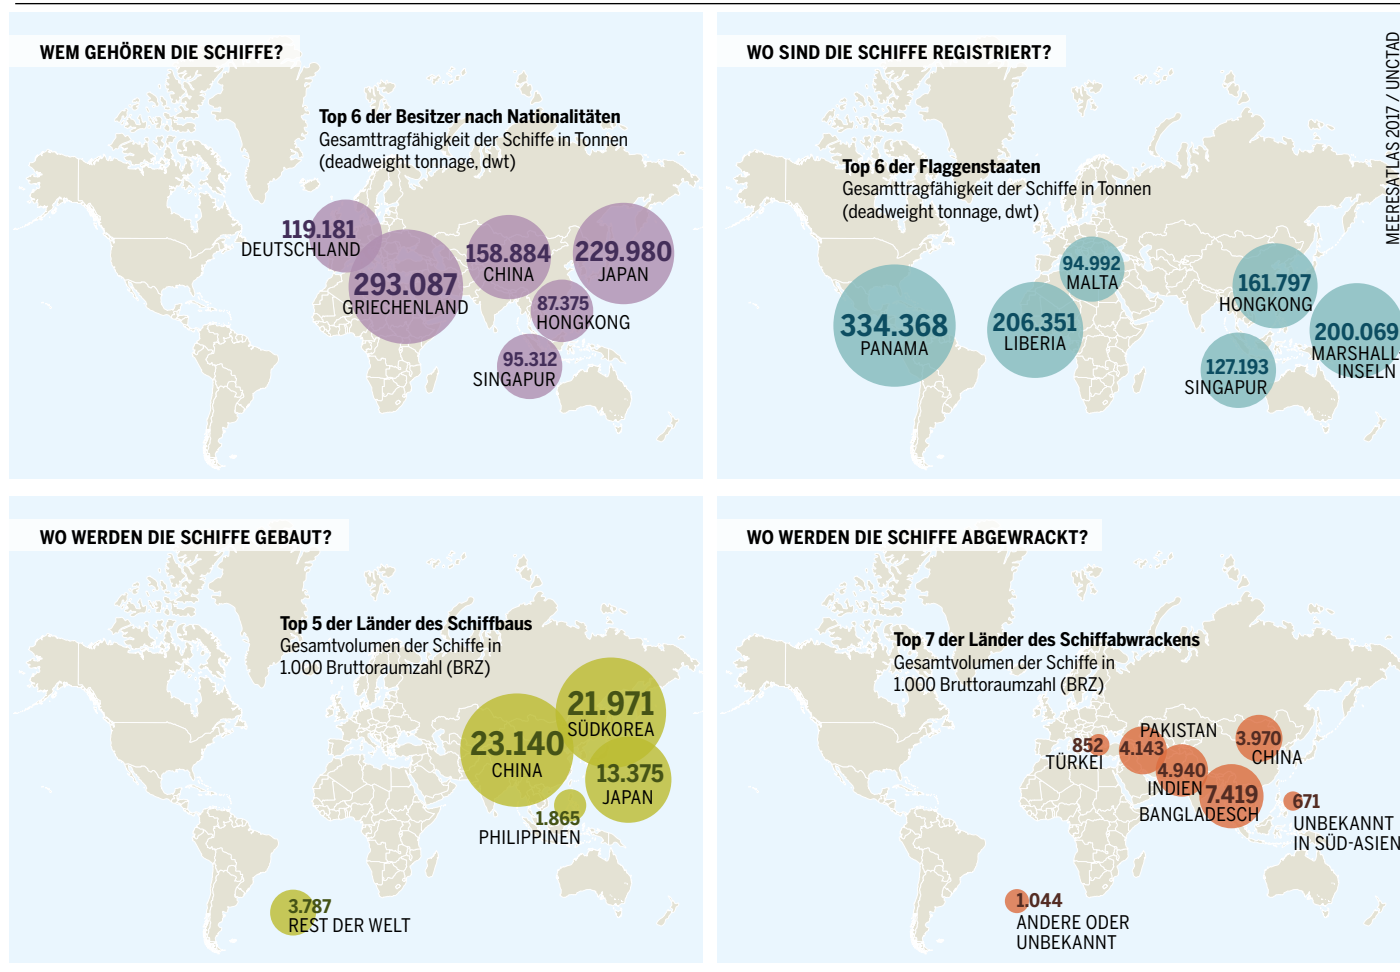 WEM GEHÖREN DIE SCHIFFE?
Top 6 der Besitzer nach Nationalitäten
Gesamttragfähigkeit der Schiffe in Tonnen
(deadweight tonnage, dwt)
119.181
DEUTSCHLAND
293.087
GRIECHENLAND
158.884
CHINA
229.980
JAPAN
87.375
HONGKONG
95.312
SINGAPUR
WO SIND DIE SCHIFFE REGISTRIERT?
Top 6 der Flaggenstaaten
Gesamttragfähigkeit der Schiffe in Tonnen
(deadweight tonnage, dwt)
334.368
PANAMA
206.351
LIBERIA
94.992
MALTA
161.797
HONGKONG
127.193
SINGAPUR
200.069
MARSHALL-
INSELN
MEERESATLAS 2017 / UNCTAD
WO WERDEN DIE SCHIFFE GEBAUT?
Top 5 der Länder des Schiffbaus
Gesamtvolumen der Schiffe in
1.000 Bruttoraumzahl (BRZ)
21.971
SÜDKOREA
23.140
CHINA
13.375
JAPAN
1.865
PHILIPPINEN
3.787
REST DER WELT
WO WERDEN DIE SCHIFFE ABGEWRACKT?
Top 7 der Länder des Schiffabwrackens
Gesamtvolumen der Schiffe in
1.000 Bruttoraumzahl (BRZ)
852
TÜRKEI
PAKISTAN
4.143
4.940
INDIEN
7.419
BANGLADESCH
3.970
CHINA
671
UNBEKANNT
IN SÜD-ASIEN
1.044
ANDERE ODER
UNBEKANNT